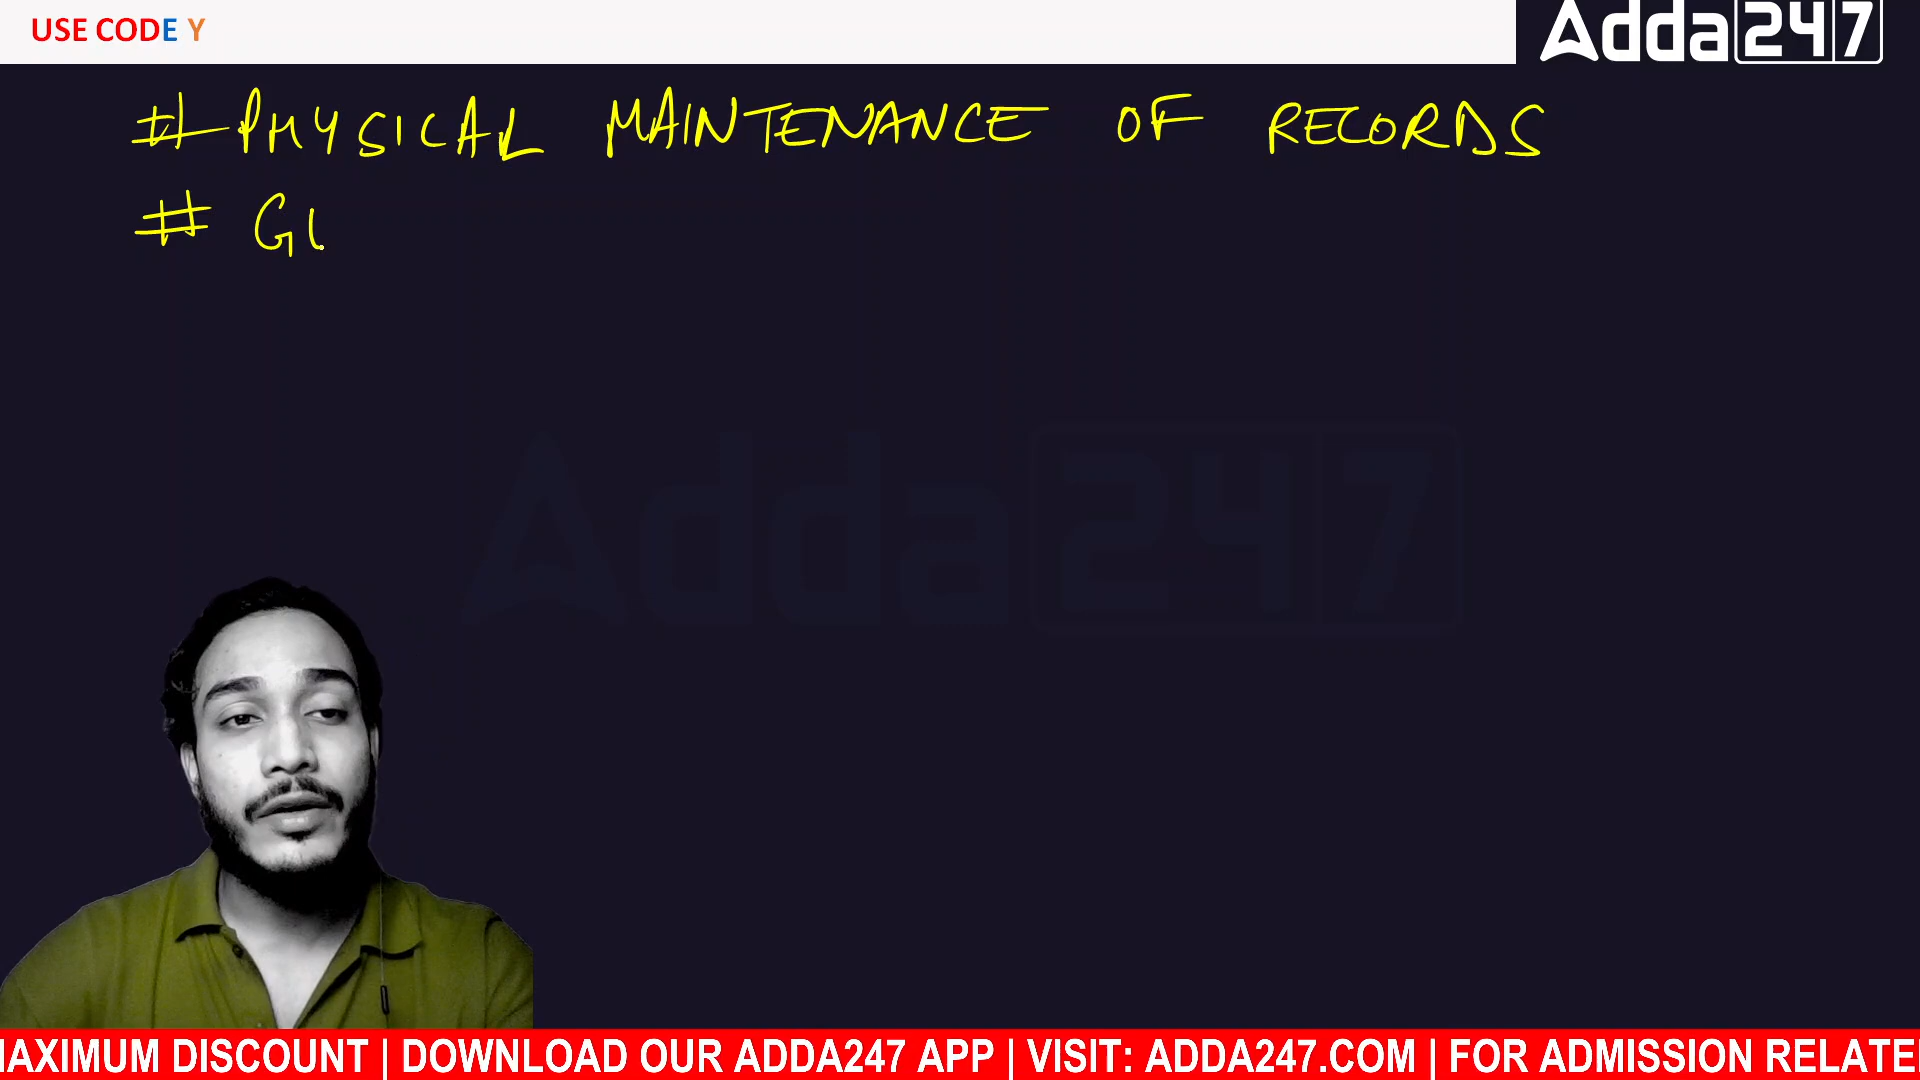 USE CODE Y
Adda247
# PHYSICAL MAINTENANCE OF RECORDS
# GI
Adda247
MAXIMUM DISCOUNT | DOWNLOAD OUR ADDA247 APP | VISIT: ADDA247.COM | FOR ADMISSION RELATE